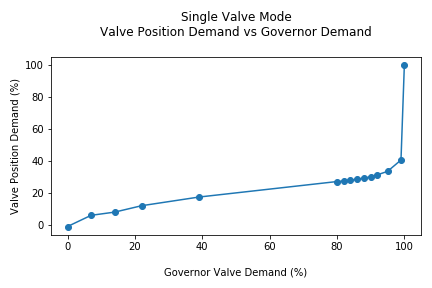 Single Valve Mode
Valve Position Demand vs Governor Demand
Valve Position Demand (%)
100
80
60
40
20
0
0 20 40 60 80 100
Governor Valve Demand (%)